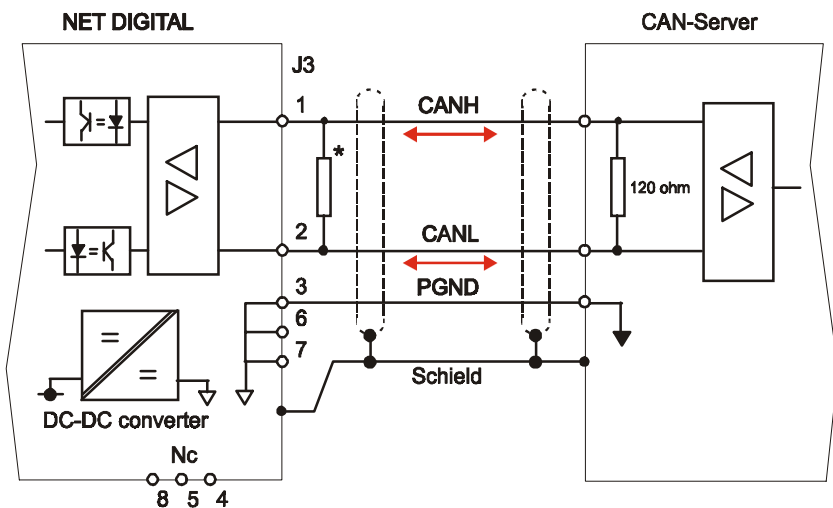 NET DIGITAL
CAN-Server
J3
1
CANH
*
=
120 ohm
2
CANL
=
3
PGND
6
7
=
=
Schield
DC-DC converter
Nc
8 5 4